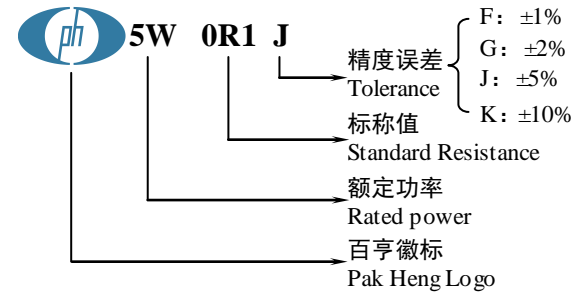 ph 5W 0R1 J
精度误差
Tolerance
F：±1%
G：±2%
J：±5%
K：±10%
标称值
Standard Resistance
额定功率
Rated power
百亨徽标
Pak Heng Logo